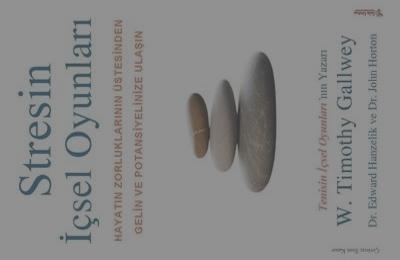 Stresin
İçsel Oyunları
HAYATIN ZORLUKLARININ ÜSTESİNDEN
GELİN VE POTANSİYELİNİZE ULAŞIN
Tenisin İçsel Oyunları'nın Yazarı
W. Timothy Gallwey
Dr. Edward Hanzelik ve Dr. John Horton